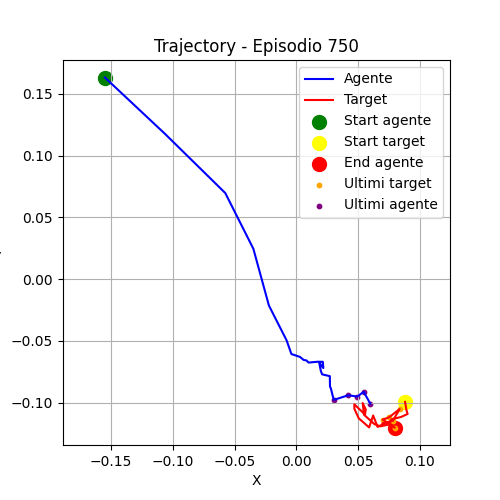 Trajectory - Episodio 750
Agente
Target
Start agente
Start target
End agente
Ultimi target
Ultimi agente
0.15
0.10
0.05
0.00
−0.05
−0.10
−0.15
−0.10
−0.05
0.00
0.05
0.10
X